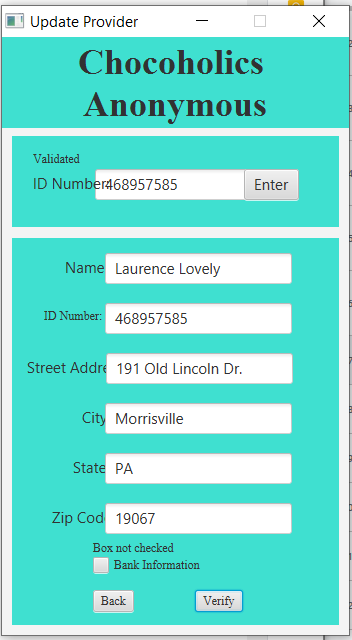 Update Provider
Chocoholics
Anonymous
Validated
ID Number 468957585 Enter
Name Laurence Lovely
ID Number: 468957585
Street Addre 191 Old Lincoln Dr.
City Morrisville
State PA
Zip Code 19067
Box not checked
Bank Information
Back Verify